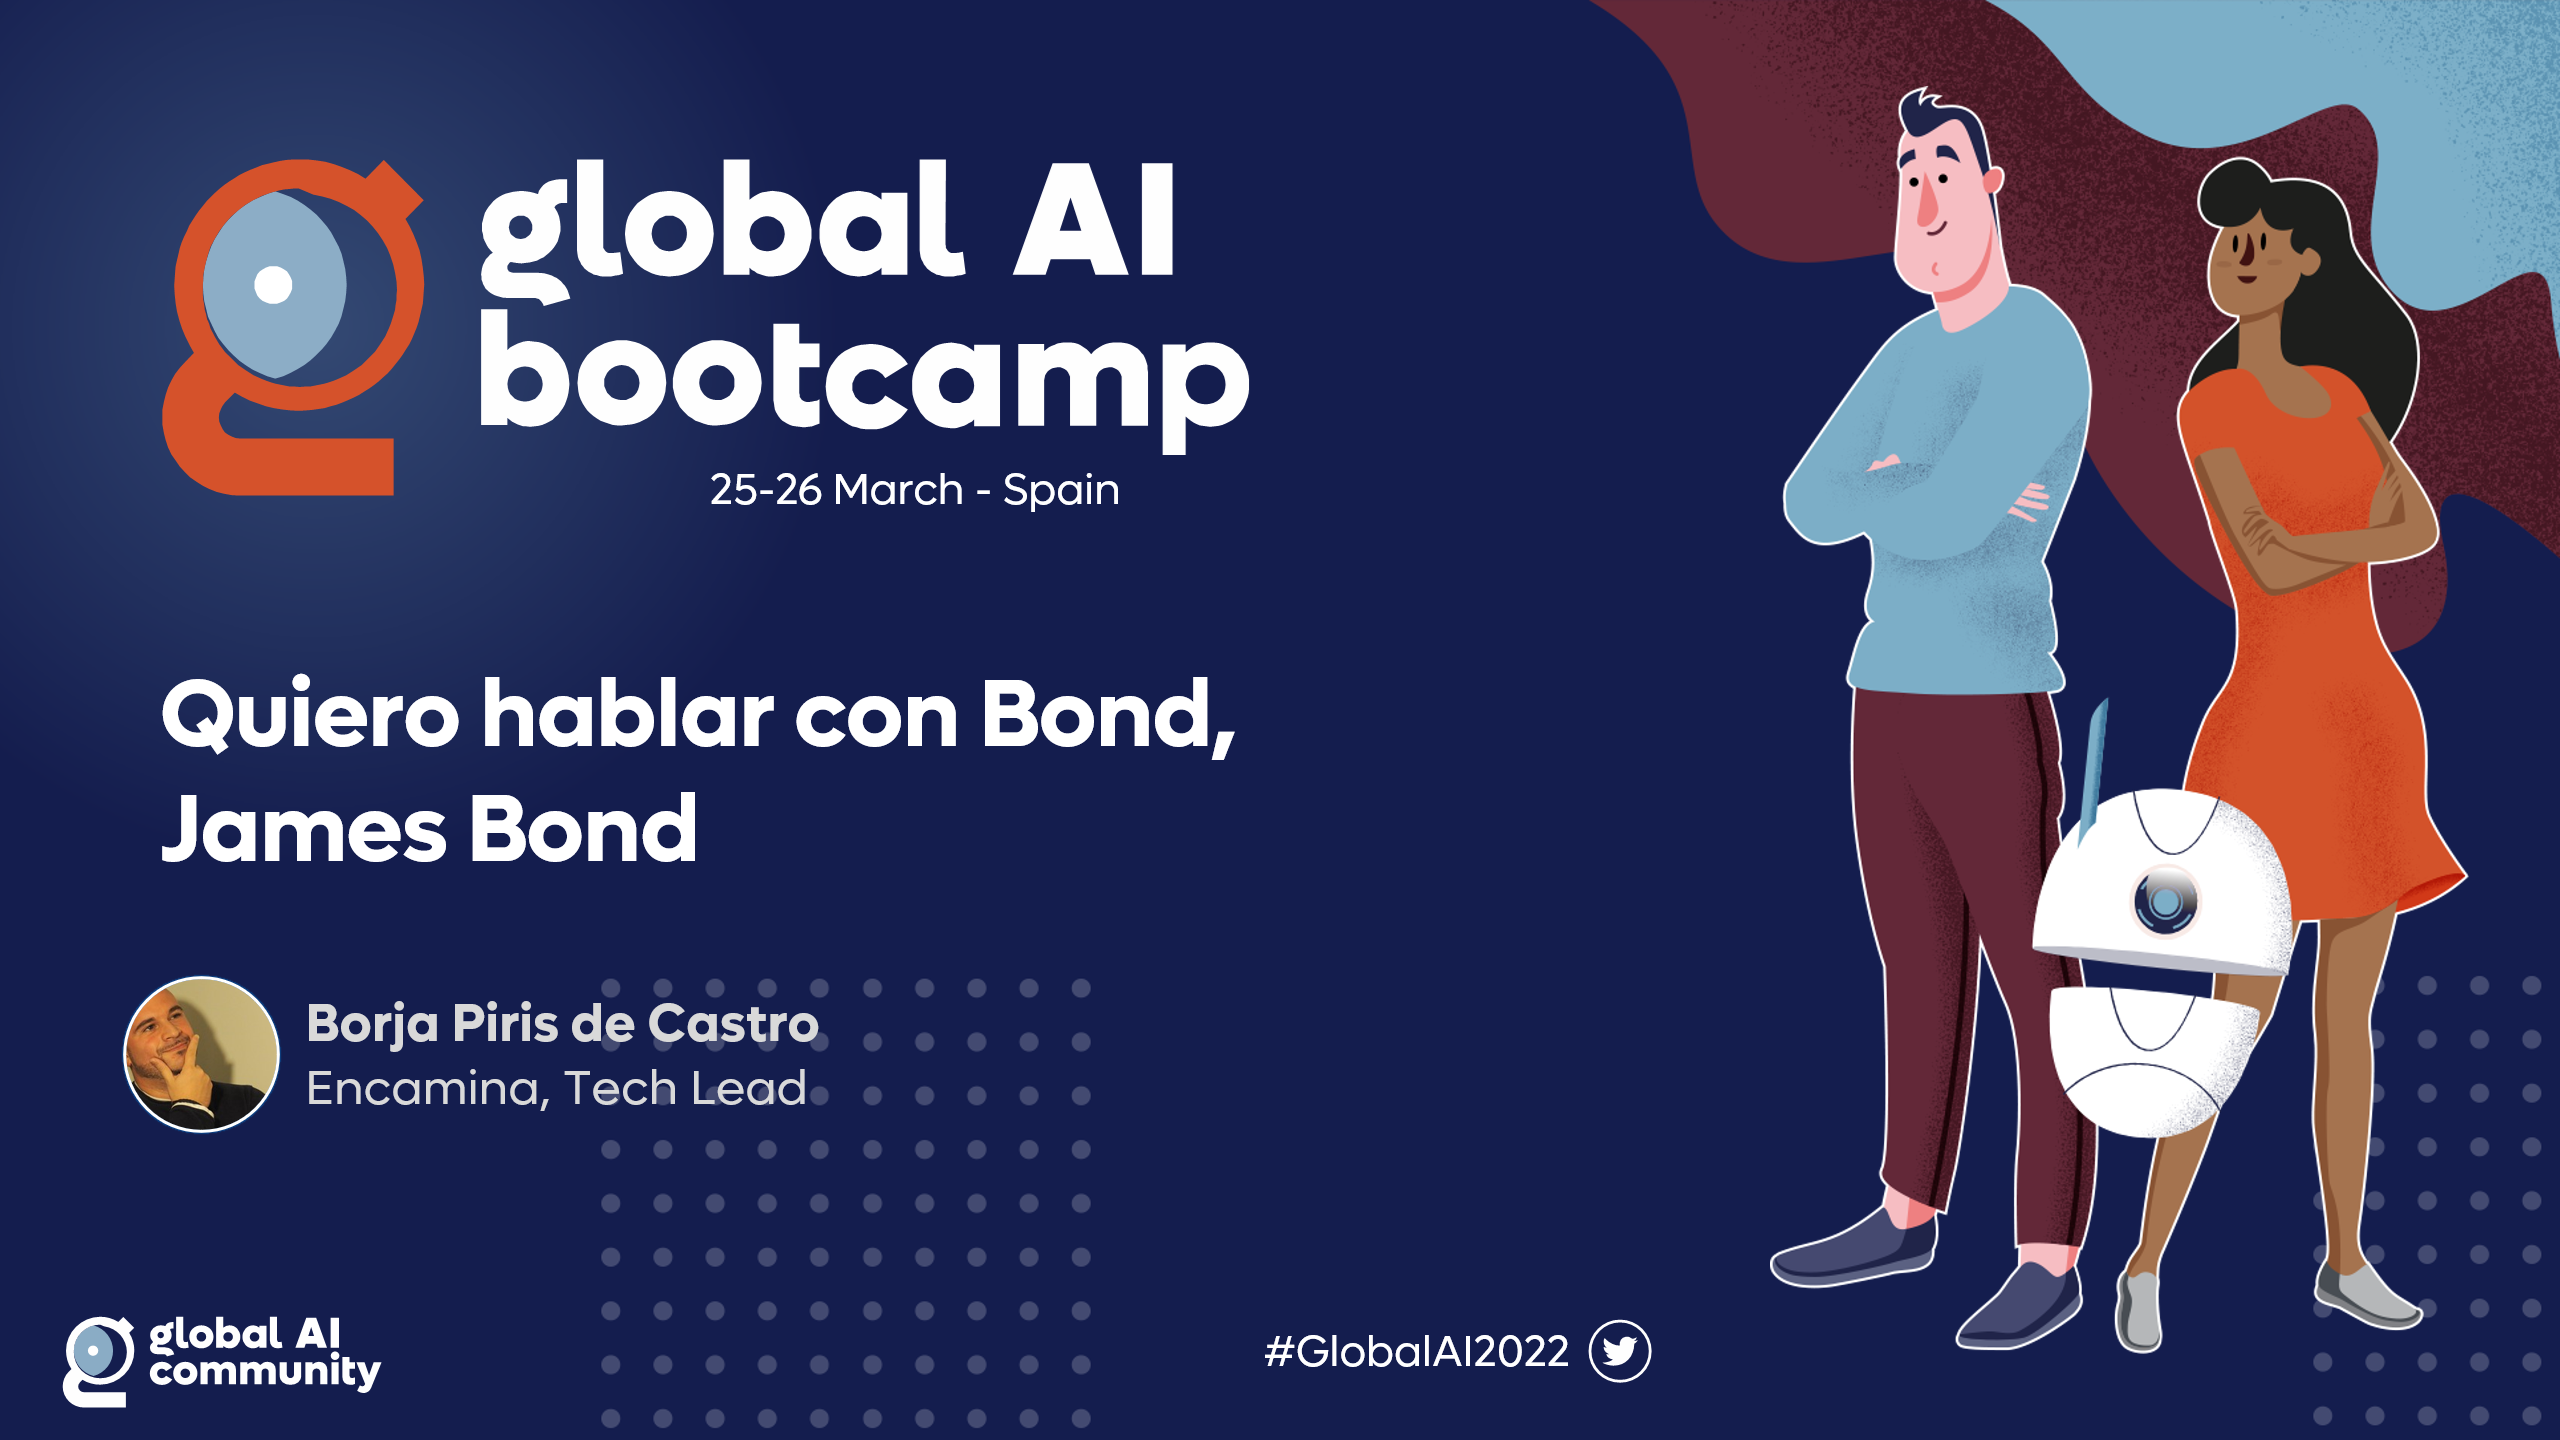 global AI
bootcamp
25-26 March - Spain
Quiero hablar con Bond,
James Bond
Borja Piris de Castro
Encamina, Tech Lead
global AI
community
#GlobalAI2022